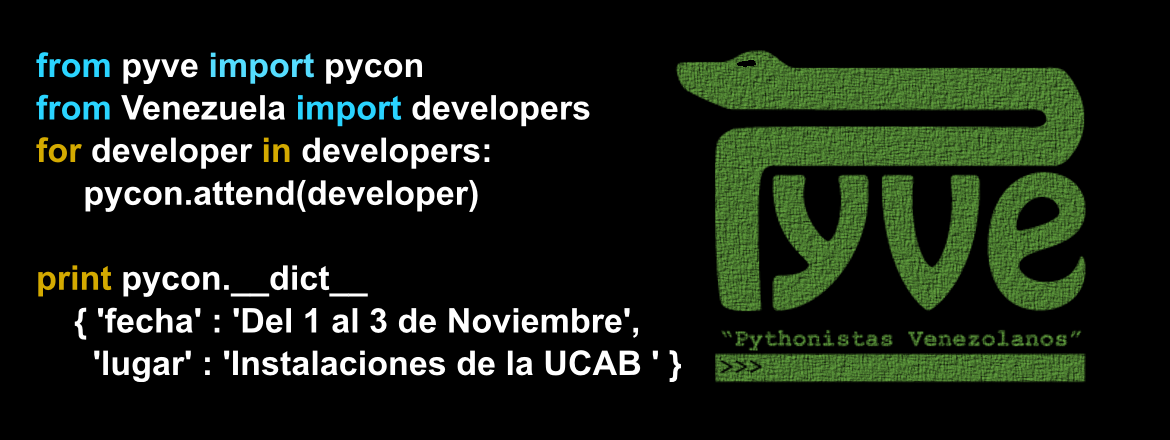 from pyve import pycon
from Venezuela import developers
for developer in developers:
pycon.attend(developer)
print pycon.__dict__
{ 'fecha' : 'Del 1 al 3 de Noviembre',
'lugar' : 'Instalaciones de la UCAB ' }
Pyve
“Pythonistas Venezolanos”
>>>